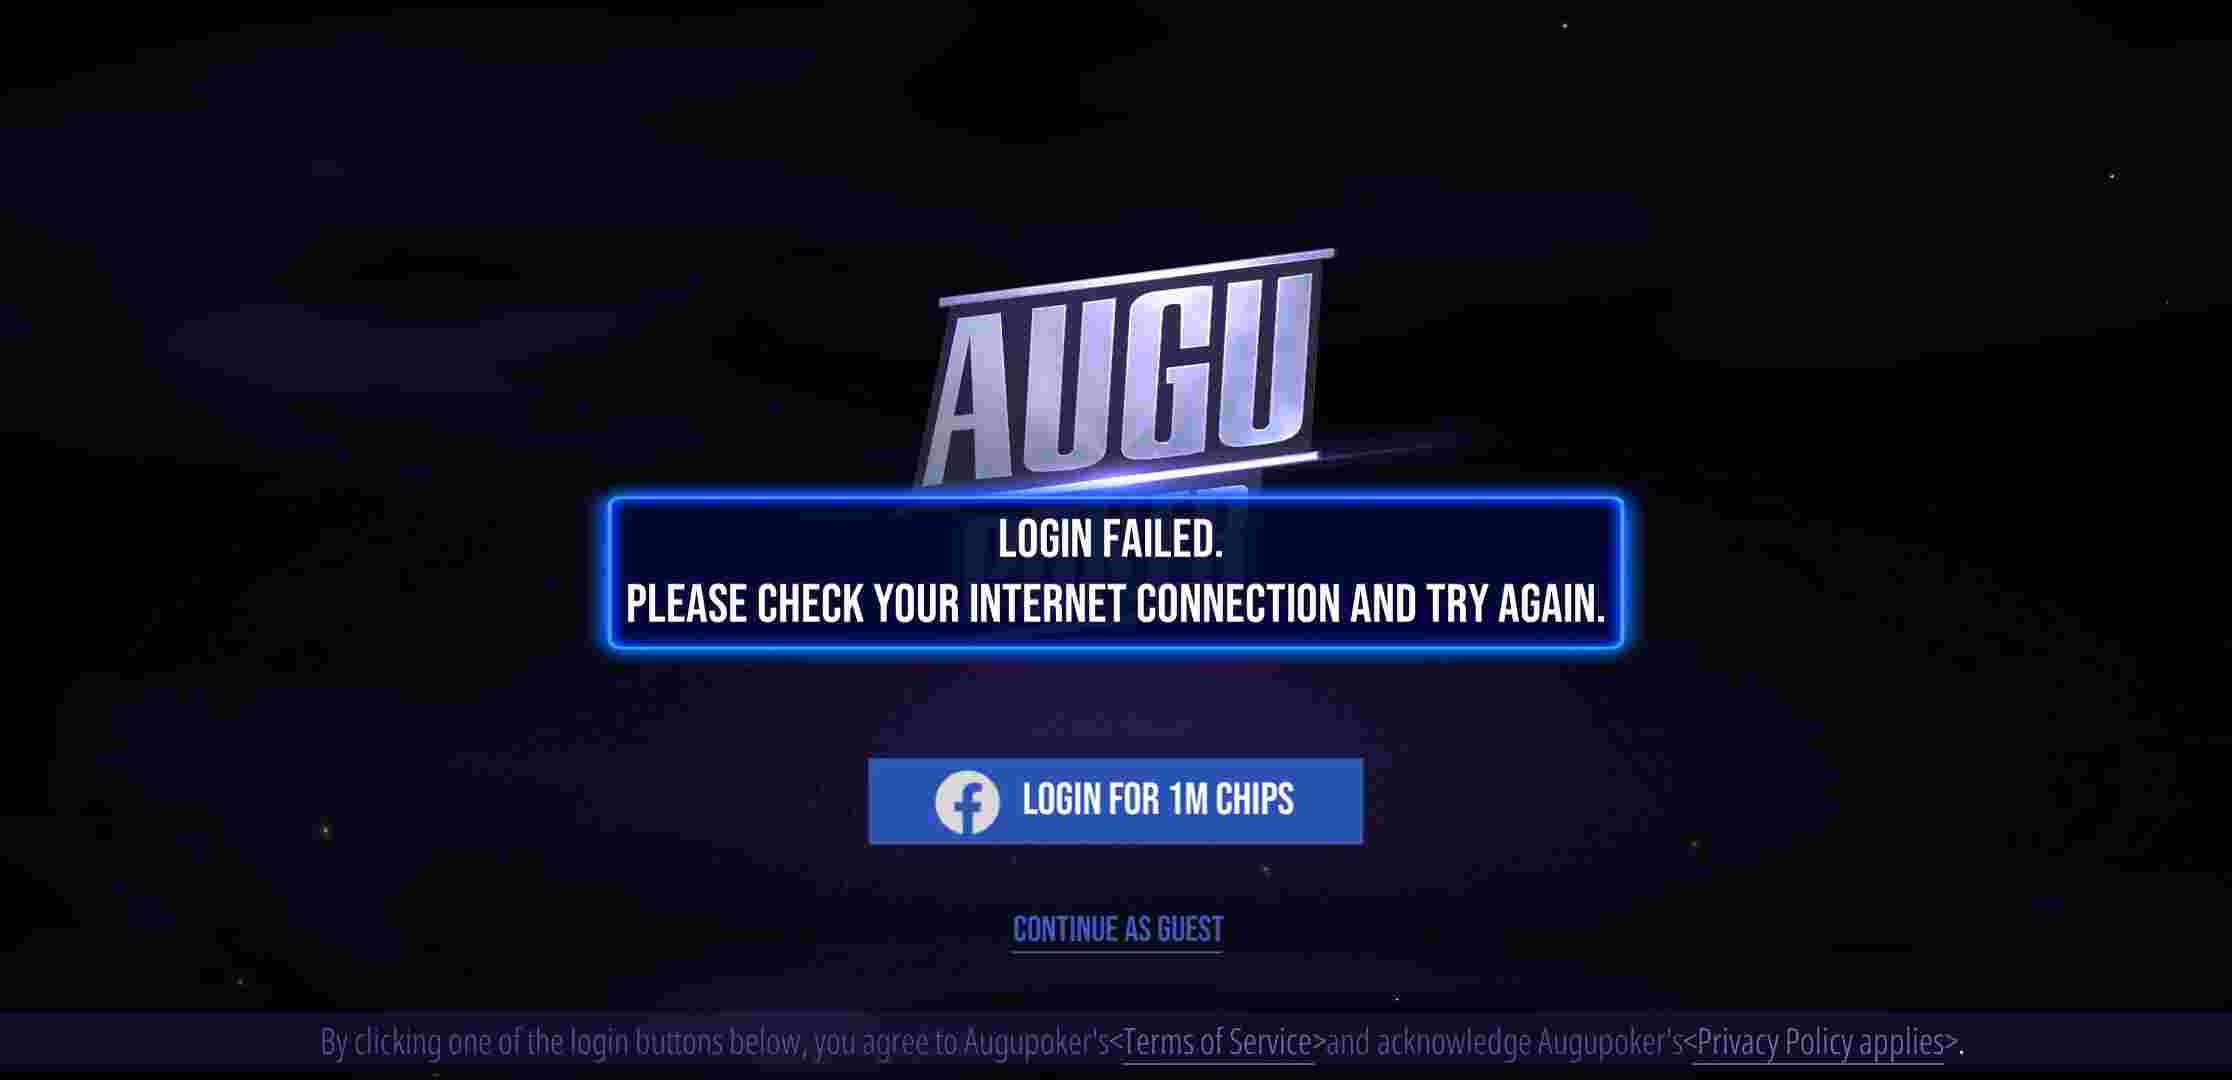 AUGU
LOGIN FAILED.
PLEASE CHECK YOUR INTERNET CONNECTION AND TRY AGAIN.
LOGIN FOR 1M CHIPS
CONTINUE AS GUEST
By clicking one of the login buttons below, you agree to Augupoker's<Terms of Service>and acknowledge Augupoker's<Privacy Policy applies>.